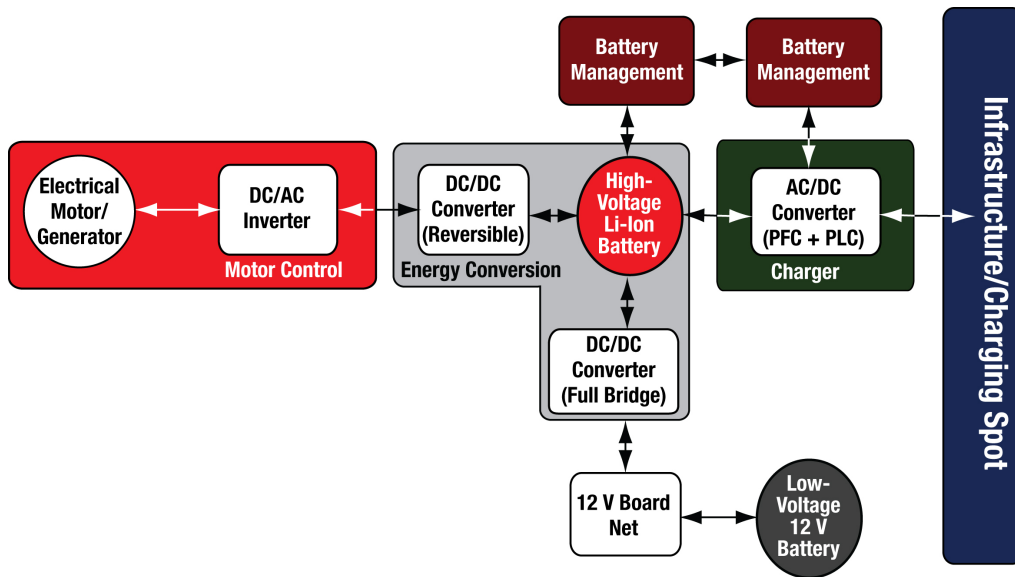 Battery
Management
Battery
Management
Electrical
Motor/
Generator
DC/AC
Inverter
Motor Control
DC/DC
Converter
(Reversible)
Energy Conversion
High-
Voltage
Li-Ion
Battery
AC/DC
Converter
(PFC + PLC)
Charger
Infrastructure/Charging Spot
DC/DC
Converter
(Full Bridge)
12 V Board
Net
Low-
Voltage
12 V
Battery